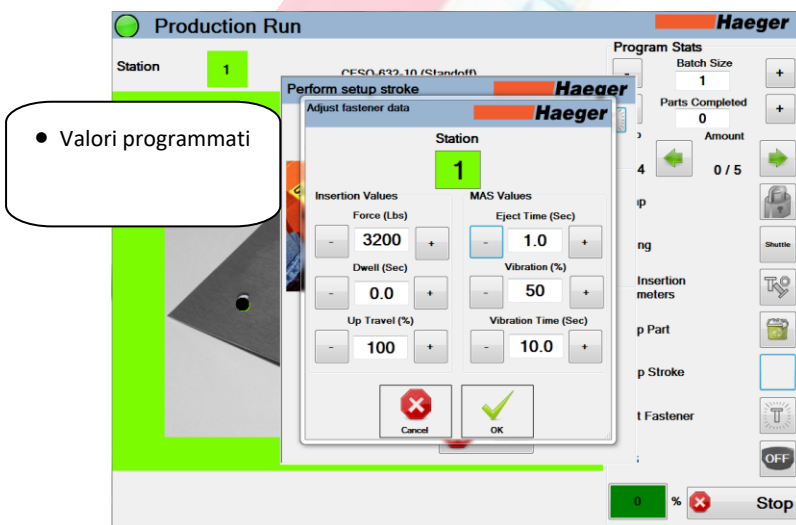 Production Run
Haeger
Station
1
CESO-632-10 (Standoff)
Program Stats
Batch Size
-
1
+
Parts Completed
0
+
Amount
4
0 / 5
Shuttle
Insertion
p Part
p Stroke
t Fastener
OFF
0
%
Stop
Perform setup stroke
Haeger
Adjust fastener data
Haeger
Station
1
Insertion Values
MAS Values
Force (Lbs)
Eject Time (Sec)
-
3200
+
-
1.0
+
Dwell (Sec)
Vibration (%)
-
0.0
+
-
50
+
Up Travel (%)
Vibration Time (Sec)
-
100
+
-
10.0
+
Cancel
OK
• Valori programmati